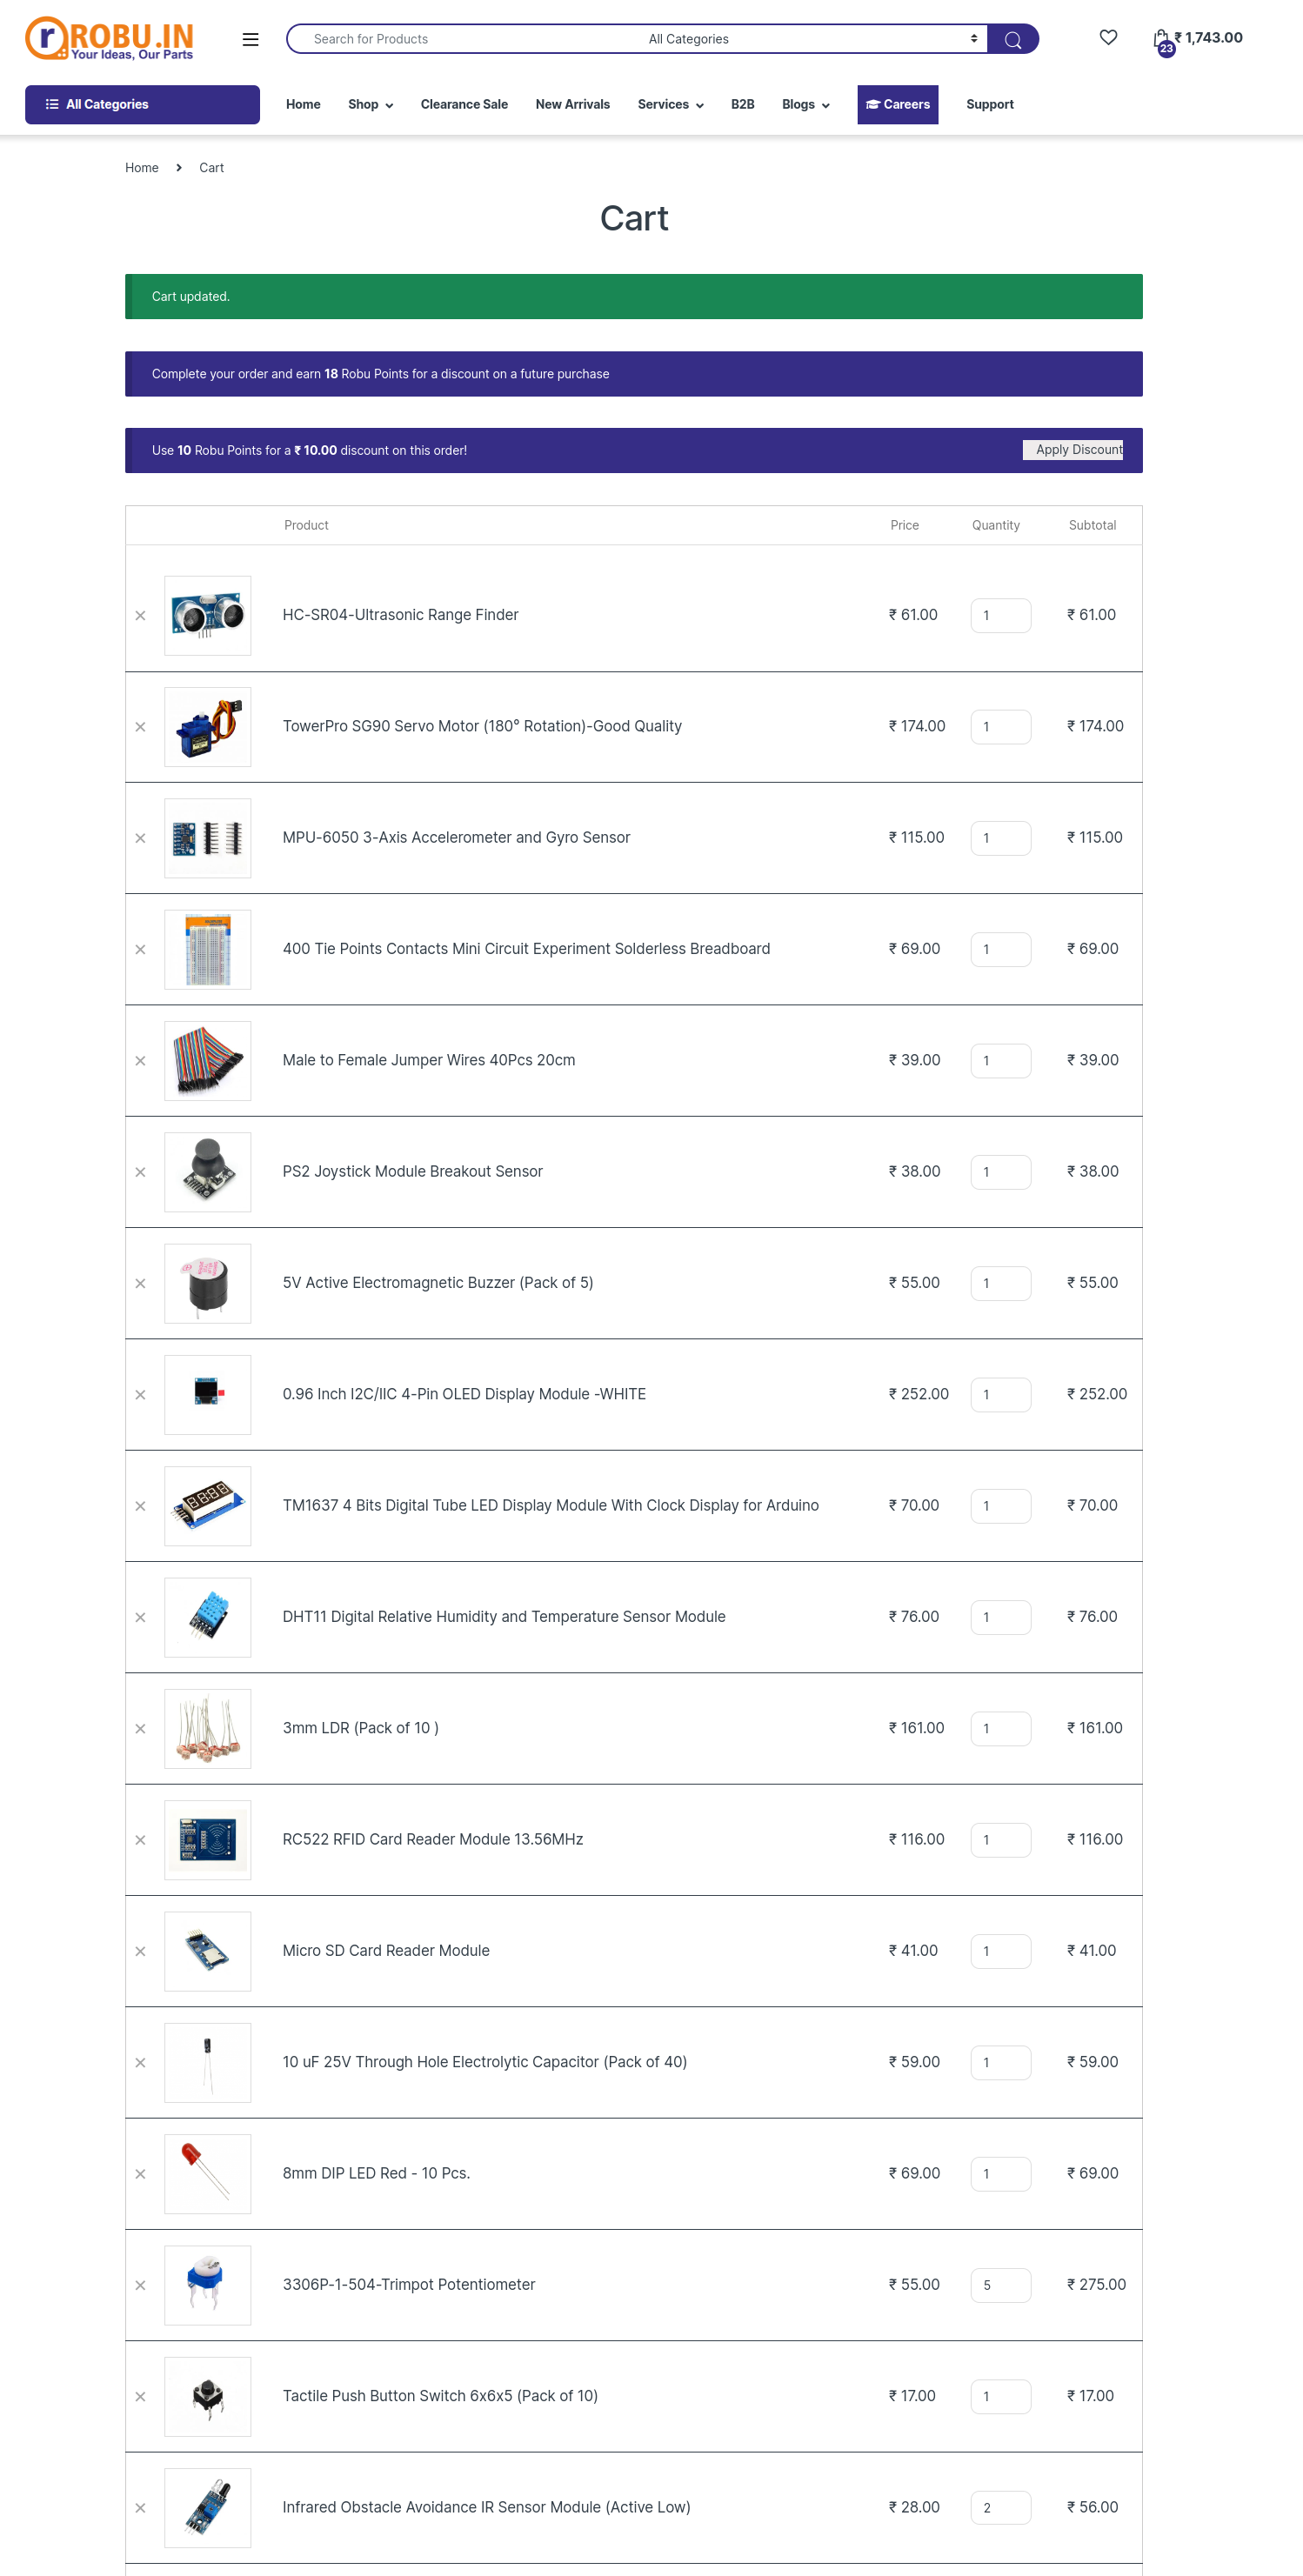 ROBU.IN
Your Ideas, Our Parts
Search for Products
All Categories
₹ 1,743.00
23
All Categories
Home
Shop
Clearance Sale
New Arrivals
Services
B2B
Blogs
Careers
Support
Home
Cart
Cart
Cart updated.
Complete your order and earn 18 Robu Points for a discount on a future purchase
Use 10 Robu Points for a ₹ 10.00 discount on this order!
Apply Discount
Product Price Quantity Subtotal
× HC-SR04-Ultrasonic Range Finder ₹ 61.00 1 ₹ 61.00
× TowerPro SG90 Servo Motor (180° Rotation)-Good Quality ₹ 174.00 1 ₹ 174.00
× MPU-6050 3-Axis Accelerometer and Gyro Sensor ₹ 115.00 1 ₹ 115.00
× 400 Tie Points Contacts Mini Circuit Experiment Solderless Breadboard ₹ 69.00 1 ₹ 69.00
× Male to Female Jumper Wires 40Pcs 20cm ₹ 39.00 1 ₹ 39.00
× PS2 Joystick Module Breakout Sensor ₹ 38.00 1 ₹ 38.00
× 5V Active Electromagnetic Buzzer (Pack of 5) ₹ 55.00 1 ₹ 55.00
× 0.96 Inch I2C/IIC 4-Pin OLED Display Module -WHITE ₹ 252.00 1 ₹ 252.00
× TM1637 4 Bits Digital Tube LED Display Module With Clock Display for Arduino ₹ 70.00 1 ₹ 70.00
× DHT11 Digital Relative Humidity and Temperature Sensor Module ₹ 76.00 1 ₹ 76.00
× 3mm LDR (Pack of 10 ) ₹ 161.00 1 ₹ 161.00
× RC522 RFID Card Reader Module 13.56MHz ₹ 116.00 1 ₹ 116.00
× Micro SD Card Reader Module ₹ 41.00 1 ₹ 41.00
× 10 uF 25V Through Hole Electrolytic Capacitor (Pack of 40) ₹ 59.00 1 ₹ 59.00
× 8mm DIP LED Red - 10 Pcs. ₹ 69.00 1 ₹ 69.00
× 3306P-1-504-Trimpot Potentiometer ₹ 55.00 5 ₹ 275.00
× Tactile Push Button Switch 6x6x5 (Pack of 10) ₹ 17.00 1 ₹ 17.00
× Infrared Obstacle Avoidance IR Sensor Module (Active Low) ₹ 28.00 2 ₹ 56.00